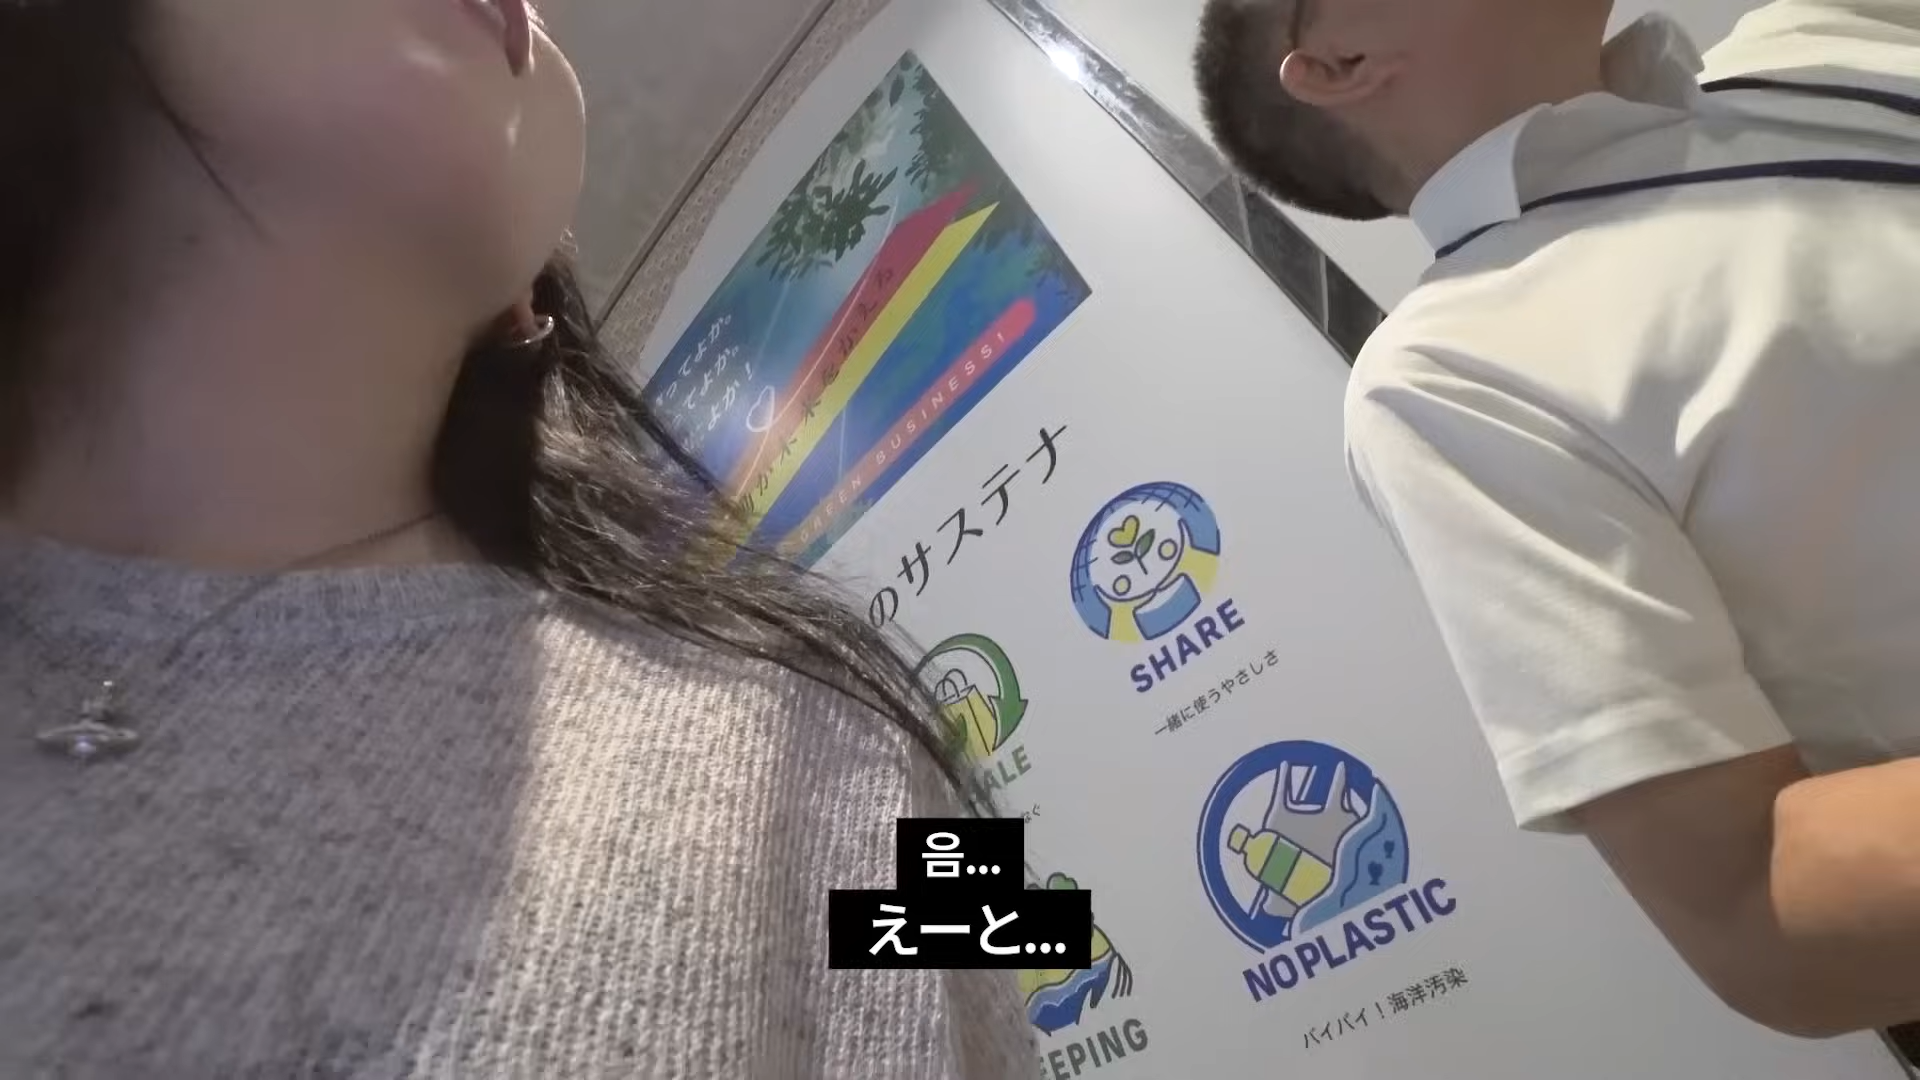 ってよか。
てよか。
よか！
GREEN BUSINESS!
のサステナ
SHARE
一緒に使うやさしさ
NOPLASTIC
バイバイ！海洋汚染
음...
えーと...